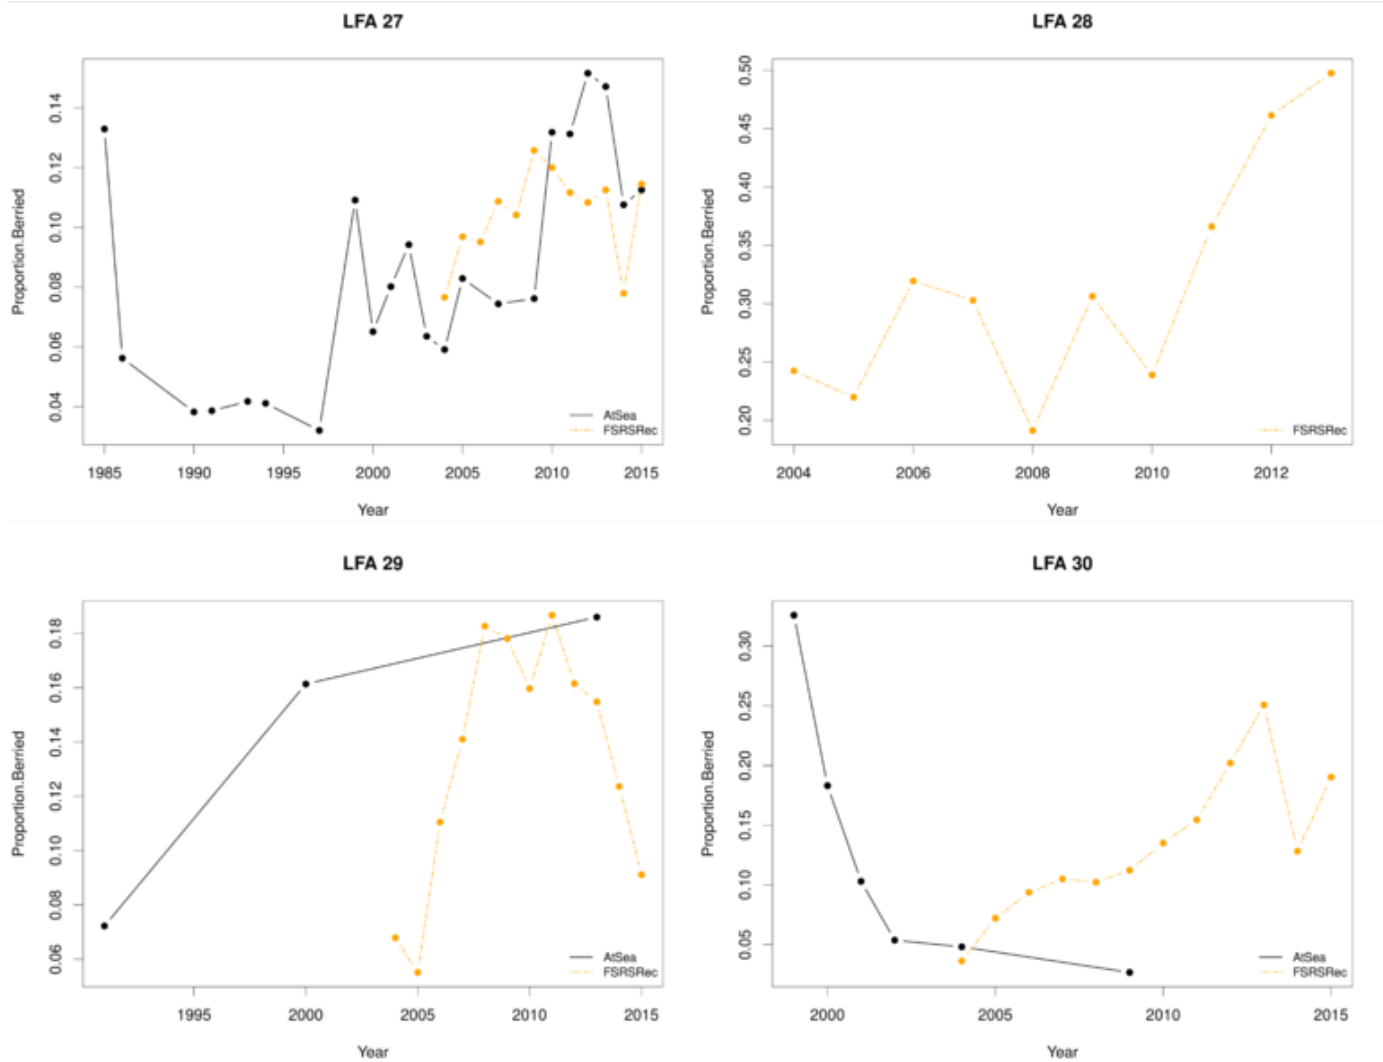 LFA 27
Proportion.Berried
0.14
0.12
0.10
0.08
0.06
0.04
AtSea
FSRSRec
1985 1990 1995 2000 2005 2010 2015
Year
LFA 28
Proportion.Berried
0.50
0.45
0.40
0.35
0.30
0.25
0.20
FSRSRec
2004 2006 2008 2010 2012
Year
LFA 29
Proportion.Berried
0.18
0.16
0.14
0.12
0.10
0.08
0.06
AtSea
FSRSRec
1995 2000 2005 2010 2015
Year
LFA 30
Proportion.Berried
0.30
0.25
0.20
0.15
0.10
0.05
AtSea
FSRSRec
2000 2005 2010 2015
Year